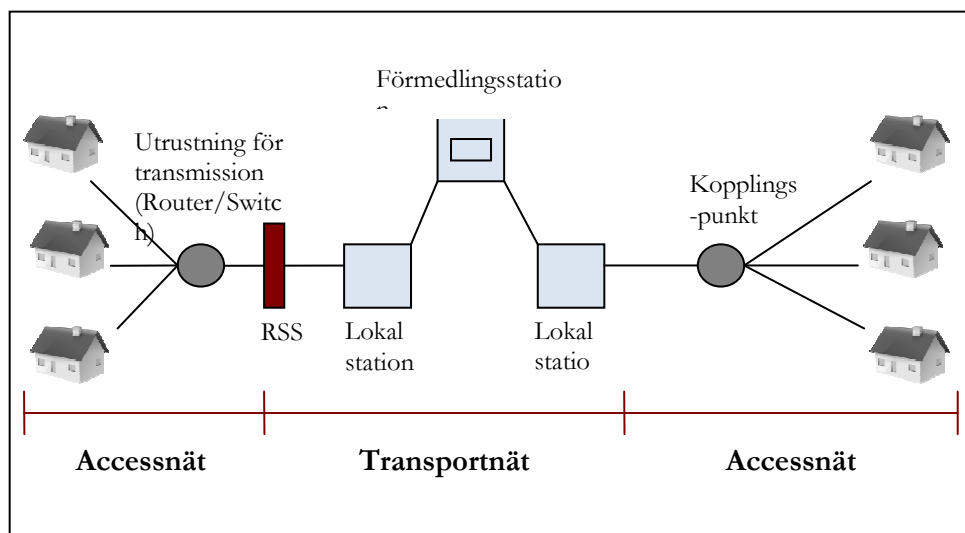 Förmedlingsstatio
Utrustning för
transmission
(Router/Switc
h)
Kopplings
-punkt
RSS
Lokal
station
Lokal
statio
Accessnät
Transportnät
Accessnät